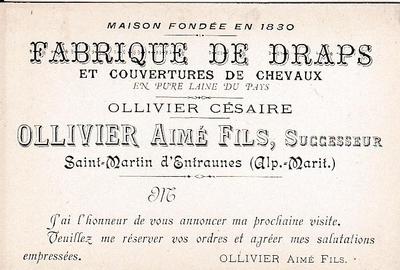 MAISON FONDÉE EN 1830
FABRIQUE DE DRAPS
ET COUVERTURES DE CHEVAUX
EN PURE LAINE DU PAYS
OLLIVIER CÉSAIRE
OLLIVIER AIMÉ FILS, SUCCESSEUR
Saint-Martin d'Entraunes (Alp.-Marit.)
M
J'ai l'honneur de vous annoncer ma prochaine visite.
Veuillez me réserver vos ordres et agréer mes salutations
empressées.
OLLIVIER AIMÉ FILS.